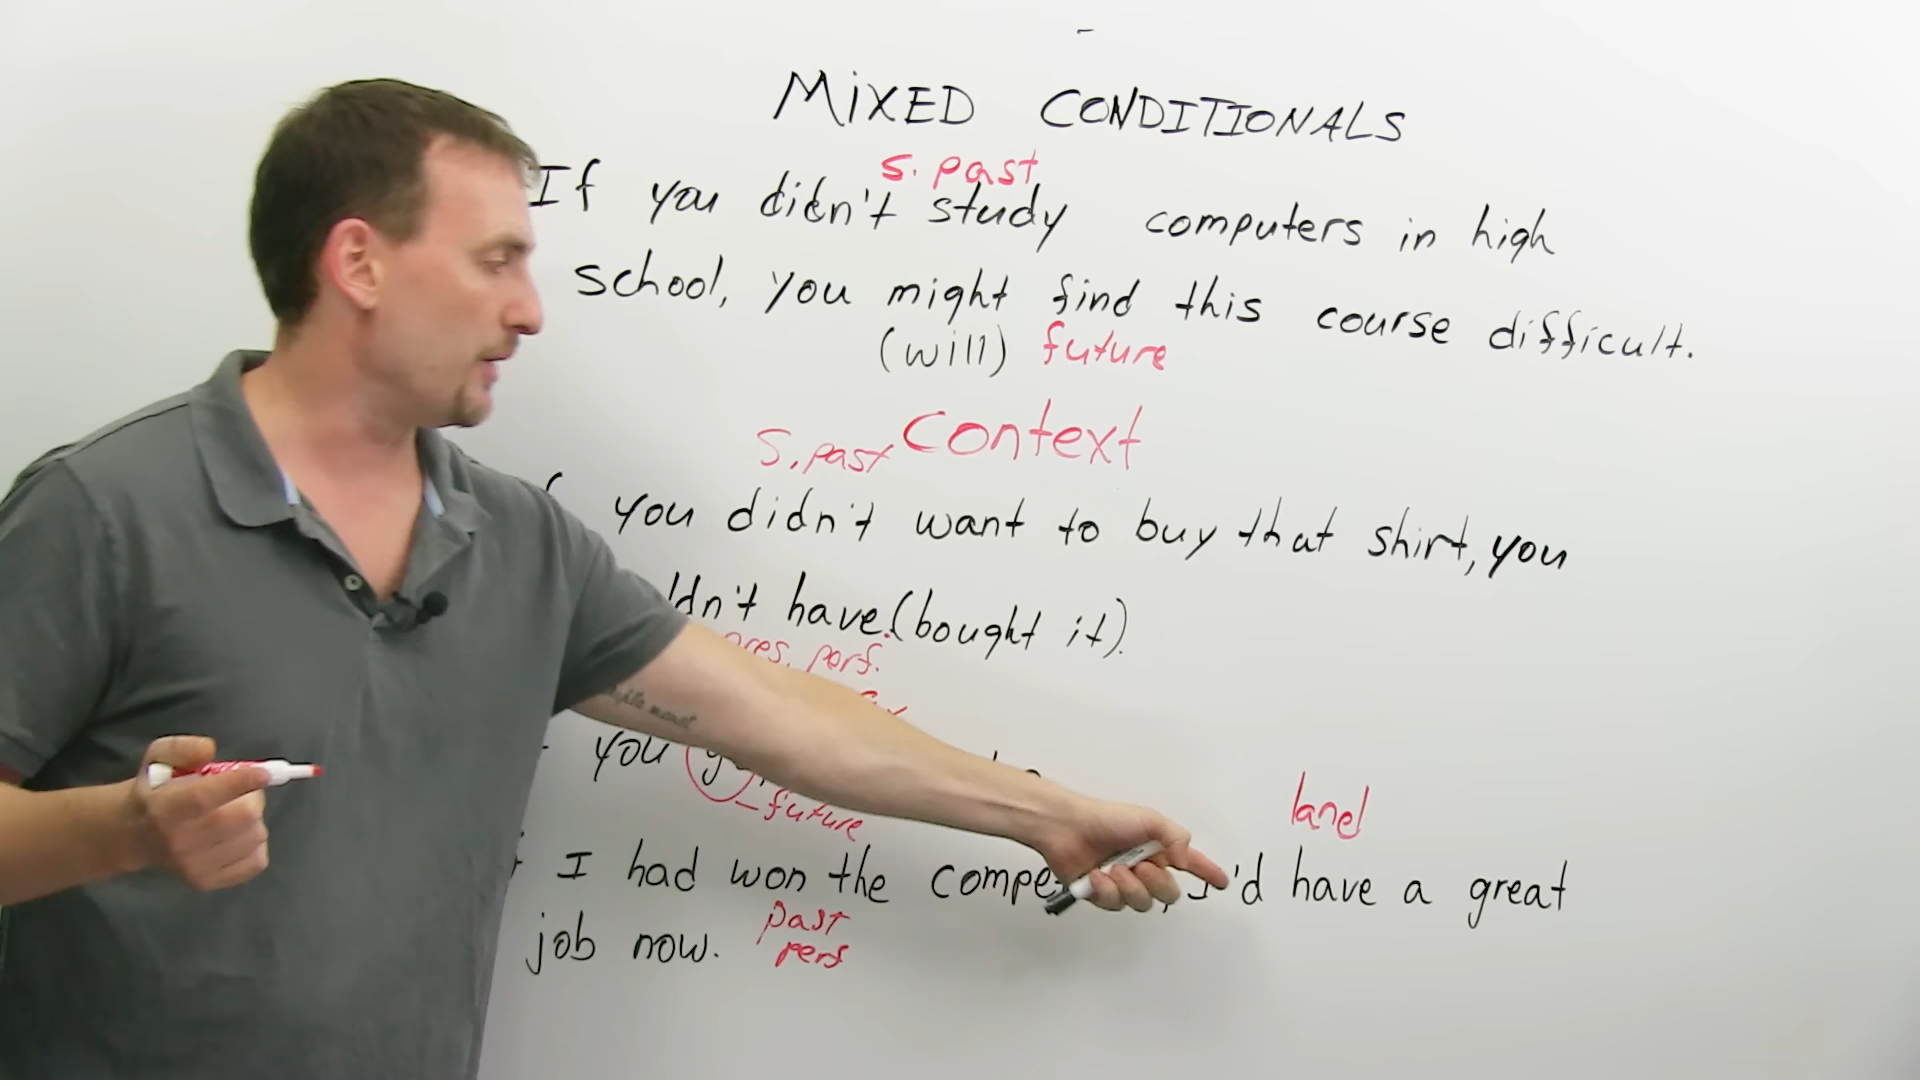 MiXED CONDITIONALS
s. past
If you didn't study computers in high
school, you might find this course difficult.
(will) future
s. past context
you didn't want to buy that shirt, you
have (bought it).
pres. perf.
you
future
land
I had won the I'd have a great
job now. past
perf